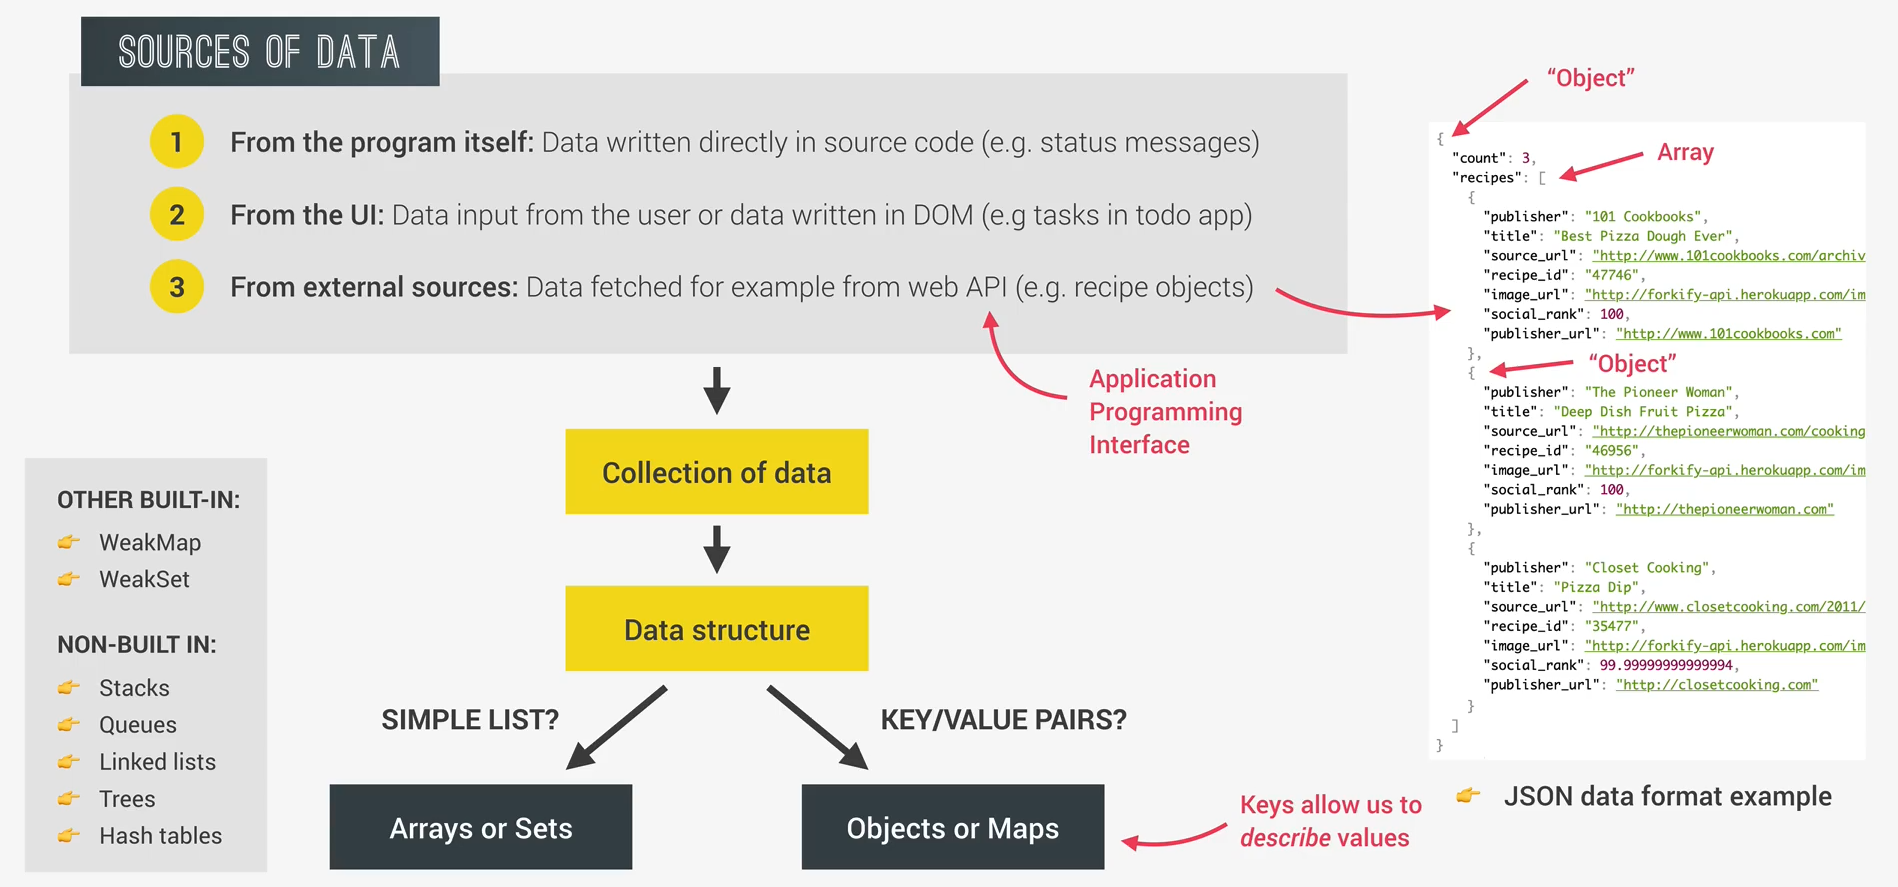 SOURCES OF DATA
1 From the program itself: Data written directly in source code (e.g. status messages)
2 From the UI: Data input from the user or data written in DOM (e.g tasks in todo app)
3 From external sources: Data fetched for example from web API (e.g. recipe objects)
Application
Programming
Interface
Collection of data
Data structure
SIMPLE LIST?
KEY/VALUE PAIRS?
Arrays or Sets
Objects or Maps
Keys allow us to
describe values
OTHER BUILT-IN:
👉 WeakMap
👉 WeakSet
NON-BUILT IN:
👉 Stacks
👉 Queues
👉 Linked lists
👉 Trees
👉 Hash tables
“Object”
{
"count": 3,
Array
"recipes": [
{
"publisher": "101 Cookbooks",
"title": "Best Pizza Dough Ever",
"source_url": "http://www.101cookbooks.com/archiv
"recipe_id": "47746",
"image_url": "http://forkify-api.herokuapp.com/im
"social_rank": 100,
"publisher_url": "http://www.101cookbooks.com"
},
“Object”
{
"publisher": "The Pioneer Woman",
"title": "Deep Dish Fruit Pizza",
"source_url": "http://thepioneerwoman.com/cooking
"recipe_id": "46956",
"image_url": "http://forkify-api.herokuapp.com/im
"social_rank": 100,
"publisher_url": "http://thepioneerwoman.com"
},
{
"publisher": "Closet Cooking",
"title": "Pizza Dip",
"source_url": "http://www.closetcooking.com/2011/
"recipe_id": "35477",
"image_url": "http://forkify-api.herokuapp.com/im
"social_rank": 99.99999999999994,
"publisher_url": "http://closetcooking.com"
}
]
}
👉 JSON data format example